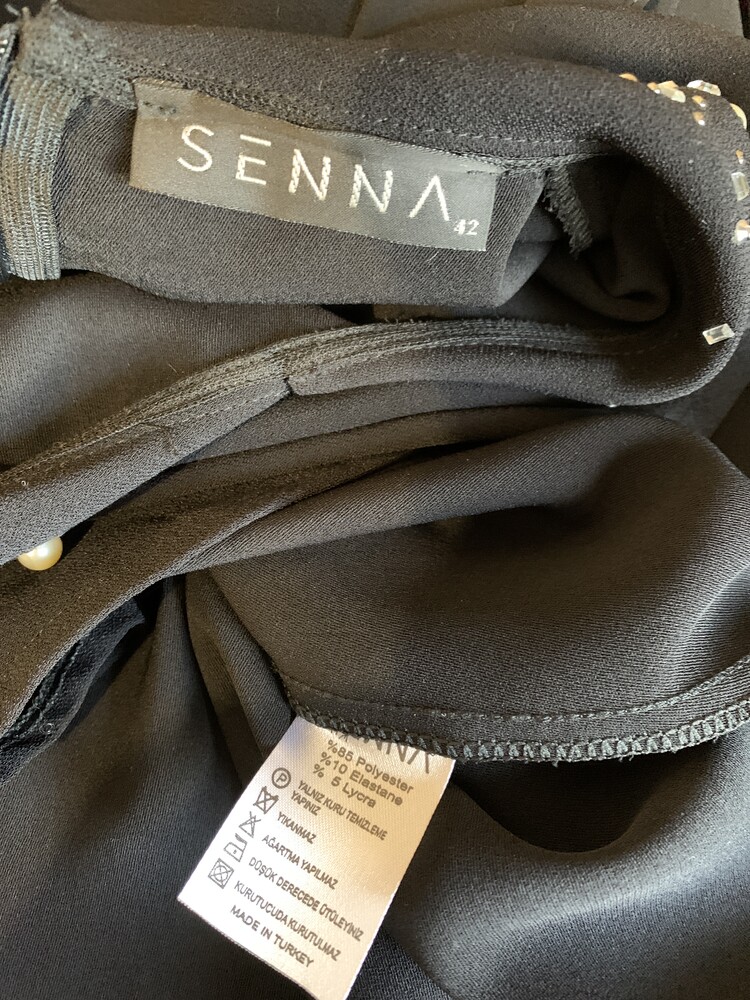 SENNA
42
%85 Polyester
%10 Elastane
% 5 Lycra
P YALNIZ KURU TEMİZLEME
YAPINIZ
YIKANMAZ
AĞARTMA YAPILMAZ
DÜŞÜK DERECEDE ÜTÜLEYİNİZ
KURUTUCUDA KURUTULMAZ
MADE IN TURKEY